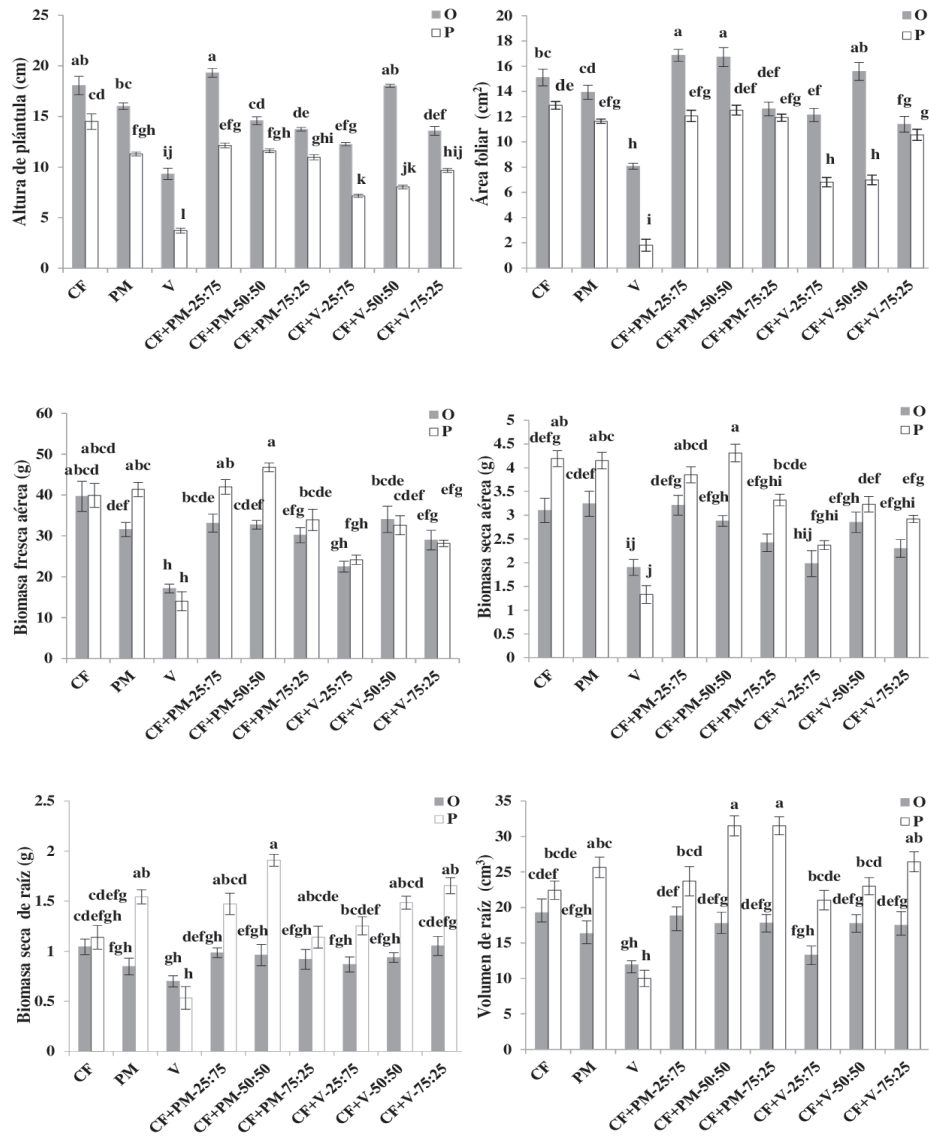 Altura de plántula (cm)
25
20
15
10
5
0
O
P
ab
cd
bc
fgh
ij
l
a
efg
cd
fgh
de
ghi
efg
k
ab
jk
def
hij
CF
PM
V
CF+PM-25:75
CF+PM-50:50
CF+PM-75:25
CF+V-25:75
CF+V-50:50
CF+V-75:25
Área foliar (cm²)
20
18
16
14
12
10
8
6
4
2
0
O
P
bc
de
cd
efg
h
i
a
efg
a
def
def
efg
ef
h
ab
h
fg
g
CF
PM
V
CF+PM-25:75
CF+PM-50:50
CF+PM-75:25
CF+V-25:75
CF+V-50:50
CF+V-75:25
Biomasa fresca aérea (g)
60
50
40
30
20
10
0
O
P
abcd
abcd
def
abc
h
h
bcde
ab
cdef
a
efg
bcde
gh
fgh
bcde
cdef
efg
efg
CF
PM
V
CF+PM-25:75
CF+PM-50:50
CF+PM-75:25
CF+V-25:75
CF+V-50:50
CF+V-75:25
Biomasa seca aérea (g)
5
4.5
4
3.5
3
2.5
2
1.5
1
0.5
0
O
P
defg
ab
cdef
abc
ij
j
defg
abcd
efgh
a
efghi
bcde
hij
fghi
efgh
def
efghi
efg
CF
PM
V
CF+PM-25:75
CF+PM-50:50
CF+PM-75:25
CF+V-25:75
CF+V-50:50
CF+V-75:25
Biomasa seca de raíz (g)
2.5
2
1.5
1
0.5
0
O
P
cdefgh
cdefg
fgh
ab
gh
h
defgh
abcd
efgh
a
efgh
abcde
fgh
bcdef
efgh
abcd
cdefg
ab
CF
PM
V
CF+PM-25:75
CF+PM-50:50
CF+PM-75:25
CF+V-25:75
CF+V-50:50
CF+V-75:25
Volumen de raíz (cm³)
35
30
25
20
15
10
5
0
O
P
cdef
bcde
efgh
abc
gh
h
def
bcd
defg
a
defg
a
fgh
bcde
defg
bcd
defg
ab
CF
PM
V
CF+PM-25:75
CF+PM-50:50
CF+PM-75:25
CF+V-25:75
CF+V-50:50
CF+V-75:25